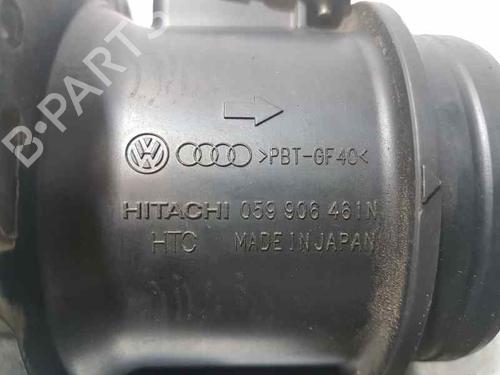 >PBT-GF40<
HITACHI 059 906 461N
HTC MADE IN JAPAN
B-PARTS